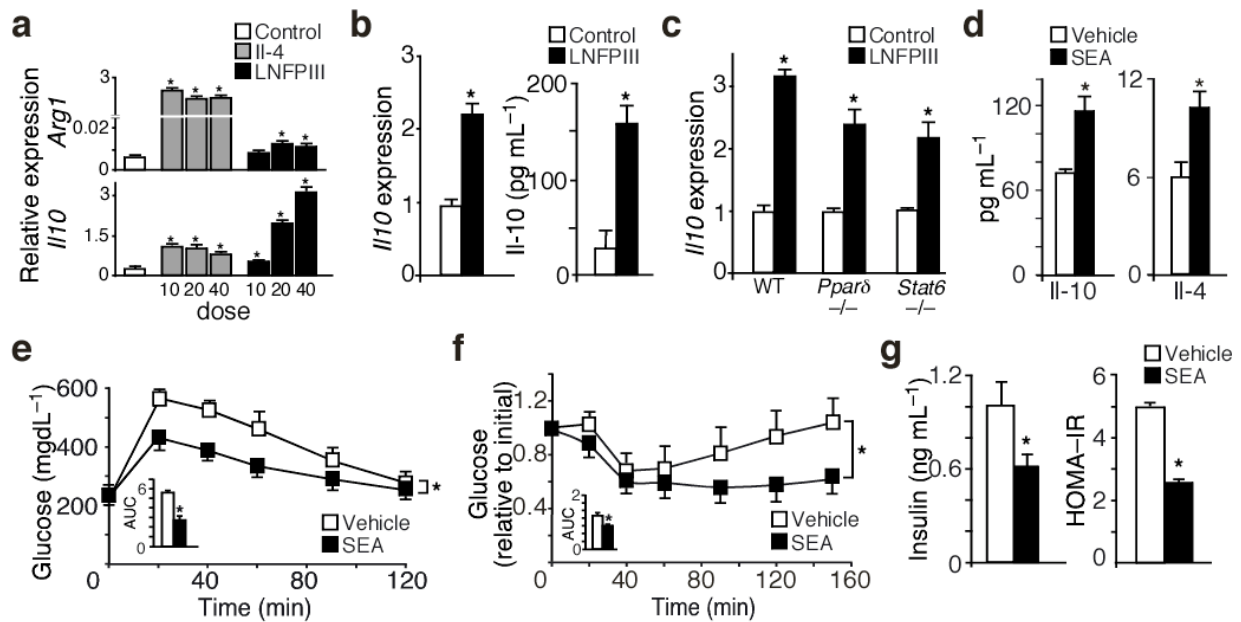 a
Control
Il-4
LNFPIII
Relative expression
Arg1
3
0.02
0
* * * * *
Il10
3
1.5
0
* * * * * *
10 20 40 10 20 40
dose
b
Control
LNFPIII
Il10 expression
3
2
1
0
*
Il-10 (pg mL–1)
200
100
0
*
c
Control
LNFPIII
Il10 expression
3
2
1
0
* * *
WT Pparδ –/– Stat6 –/–
d
Vehicle
SEA
pg mL–1
120
60
0
*
Il-10
12
6
0
*
Il-4
e
Glucose (mgdL–1)
600
400
200
0 40 80 120
Time (min)
*
AUC
6
0
*
Vehicle
SEA
f
Glucose
(relative to initial)
1.2
0.8
0.4
0 40 80 120 160
Time (min)
*
AUC
2
0
*
Vehicle
SEA
g
Vehicle
SEA
Insulin (ng mL–1)
1.2
0.6
0
*
HOMA–IR
6
4
2
0
*